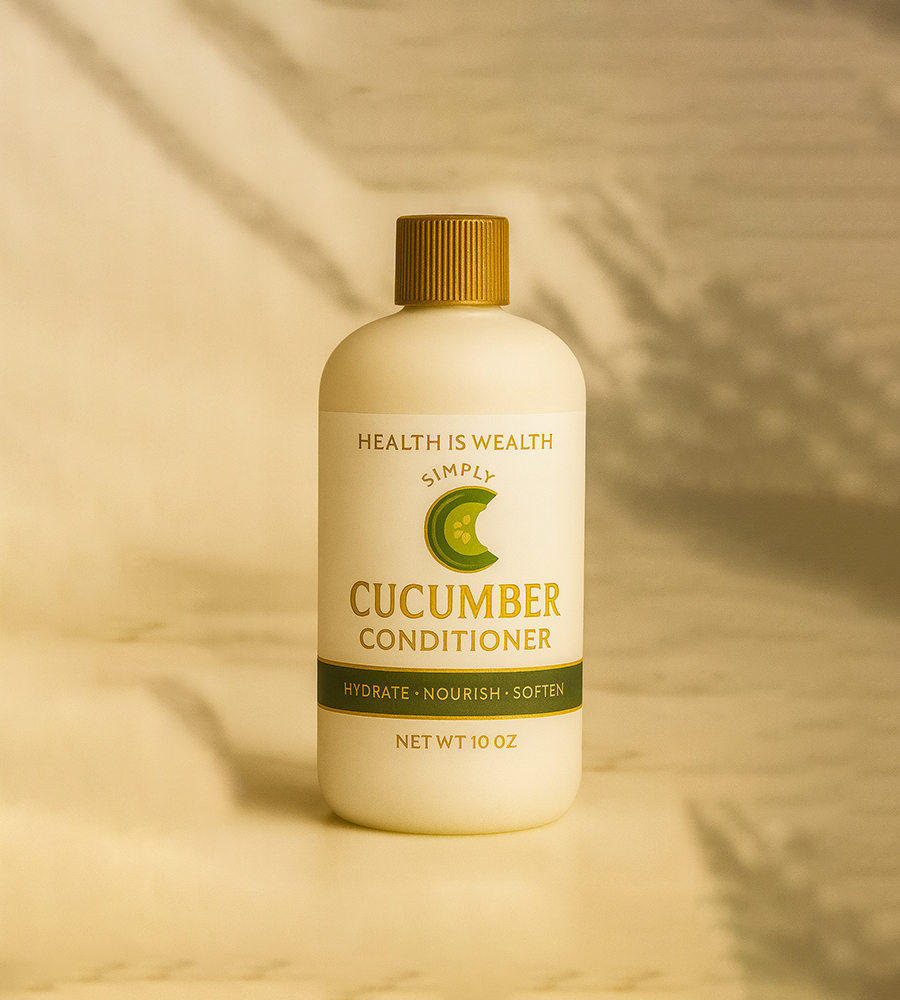 HEALTH IS WEALTH
SIMPLY
CUCUMBER
CONDITIONER
HYDRATE • NOURISH • SOFTEN
NET WT 10 OZ